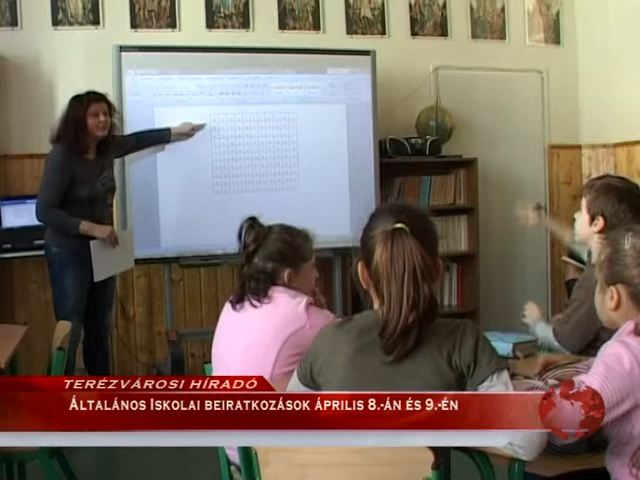 TERÉZVÁROSI HÍRADÓ
ÁLTALÁNOS ISKOLAI BEIRATKOZÁSOK ÁPRILIS 8.-ÁN ÉS 9.-ÉN